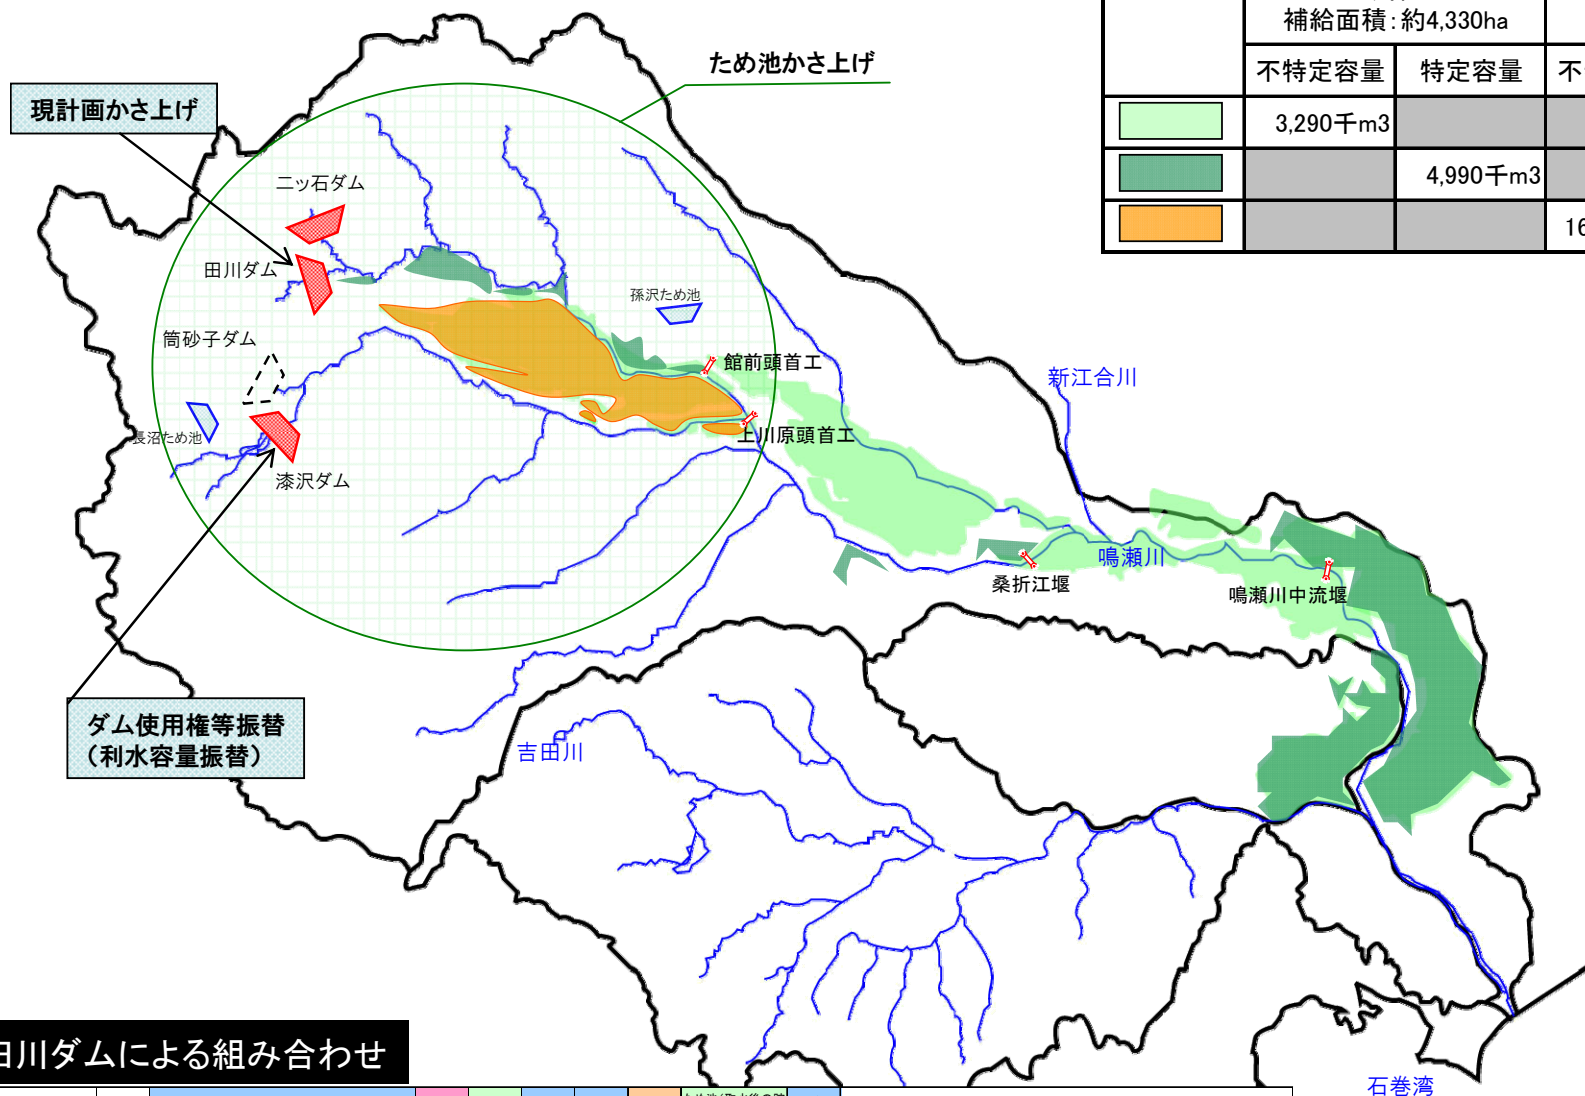 補給面積：約4,330ha
不特定容量
特定容量
3,290千m3
4,990千m3
ため池かさ上げ
現計画かさ上げ
二ッ石ダム
田川ダム
孫沢ため池
筒砂子ダム
館前頭首工
新江合川
長沼ため池
上川原頭首工
漆沢ダム
鳴瀬川
桑折江堰
鳴瀬川中流堰
ダム使用権等振替
（利水容量振替）
吉田川
川ダムによる組み合わせ
石巻湾